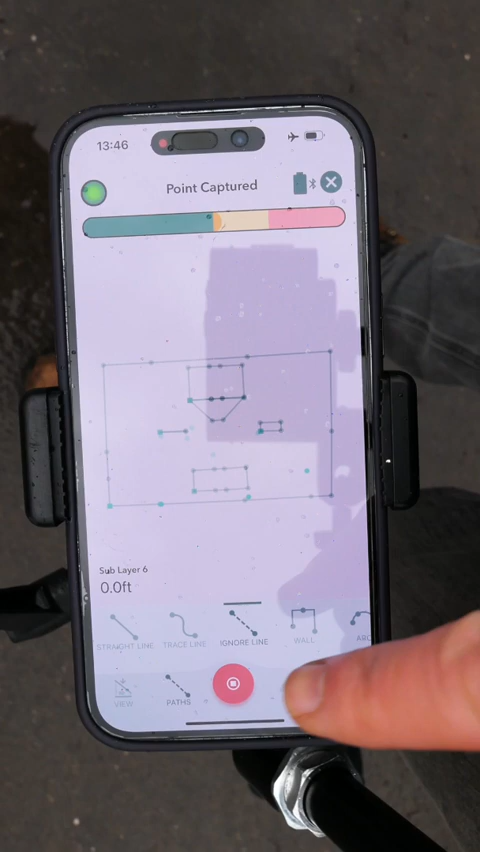 13:46
Point Captured
Sub Layer 6
0.0ft
STRAIGHT LINE
TRACE LINE
IGNORE LINE
WALL
VIEW
PATHS